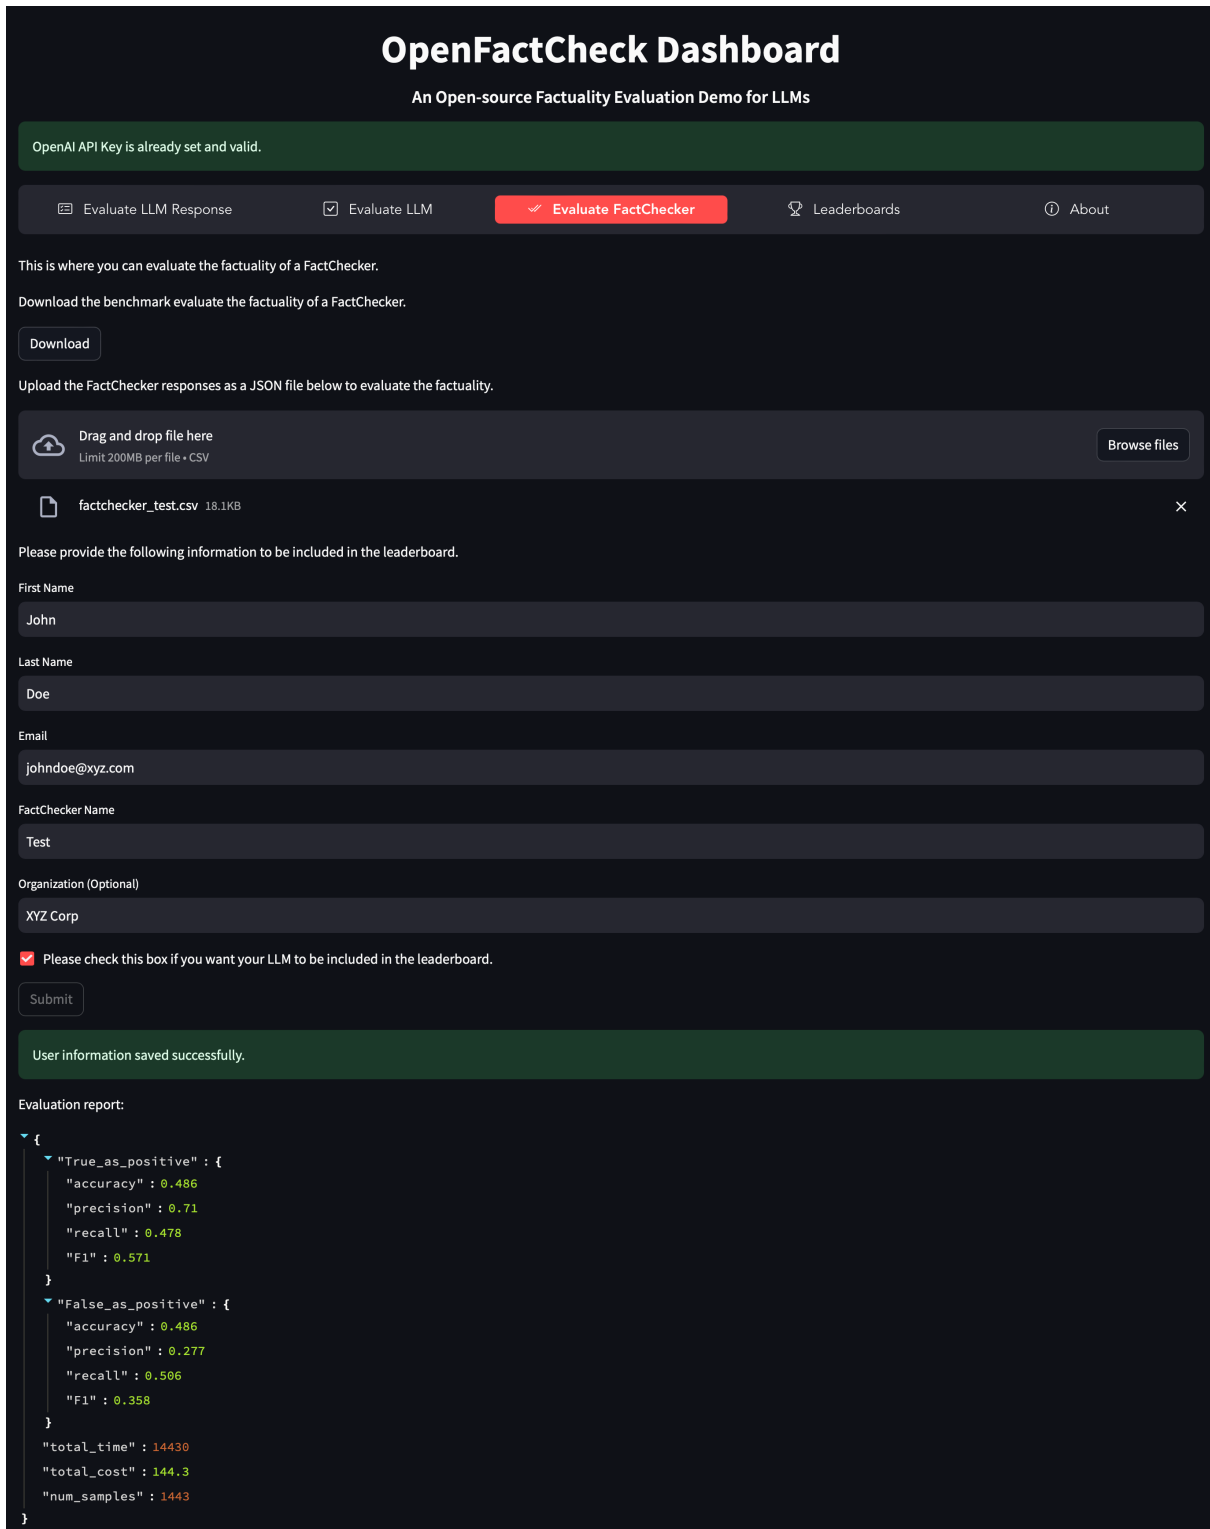 OpenFactCheck Dashboard
An Open-source Factuality Evaluation Demo for LLMs
OpenAI API Key is already set and valid.
Evaluate LLM Response Evaluate LLM Evaluate FactChecker Leaderboards About
This is where you can evaluate the factuality of a FactChecker.
Download the benchmark evaluate the factuality of a FactChecker.
Download
Upload the FactChecker responses as a JSON file below to evaluate the factuality.
Drag and drop file here
Limit 200MB per file • CSV
Browse files
factchecker_test.csv 18.1KB
Please provide the following information to be included in the leaderboard.
First Name
John
Last Name
Doe
Email
johndoe@xyz.com
FactChecker Name
Test
Organization (Optional)
XYZ Corp
Please check this box if you want your LLM to be included in the leaderboard.
Submit
User information saved successfully.
Evaluation report:
{
"True_as_positive" : {
"accuracy" : 0.486
"precision" : 0.71
"recall" : 0.478
"F1" : 0.571
}
"False_as_positive" : {
"accuracy" : 0.486
"precision" : 0.277
"recall" : 0.506
"F1" : 0.358
}
"total_time" : 14430
"total_cost" : 144.3
"num_samples" : 1443
}